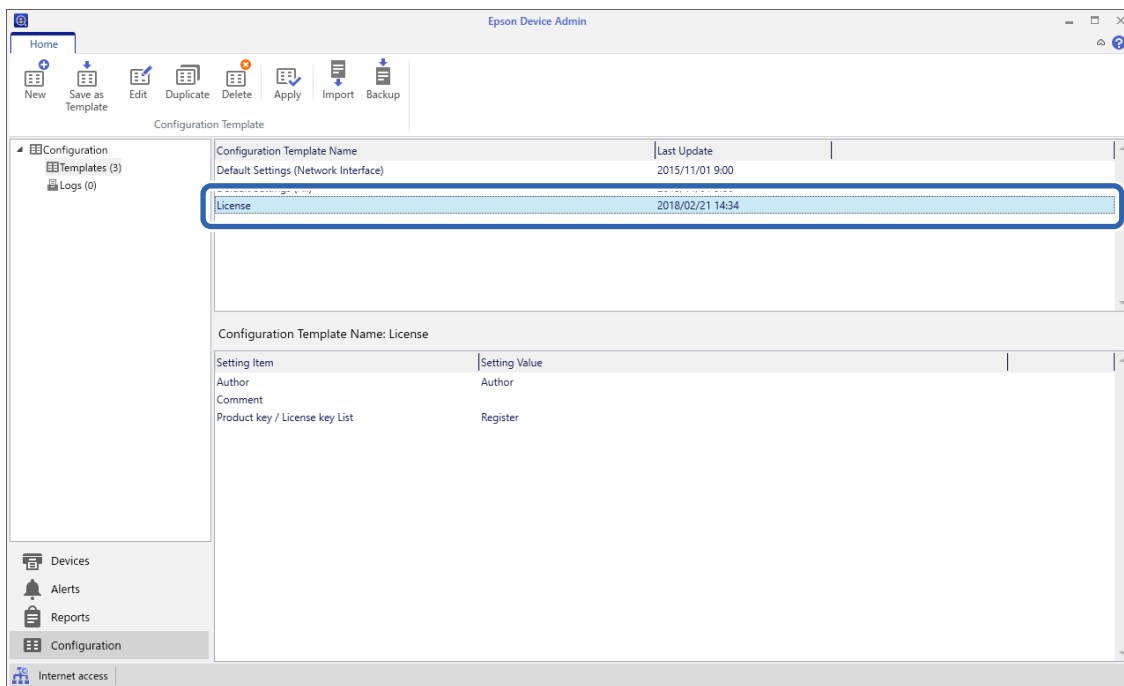 Epson Device Admin
Home
New
Save as
Template
Edit
Duplicate
Delete
Apply
Import
Backup
Configuration Template
Configuration
Templates (3)
Logs (0)
Configuration Template Name Last Update
Default Settings (Network Interface) 2015/11/01 9:00
License 2018/02/21 14:34
Configuration Template Name: License
Setting Item Setting Value
Author Author
Comment
Product key / License key List Register
Devices
Alerts
Reports
Configuration
Internet access